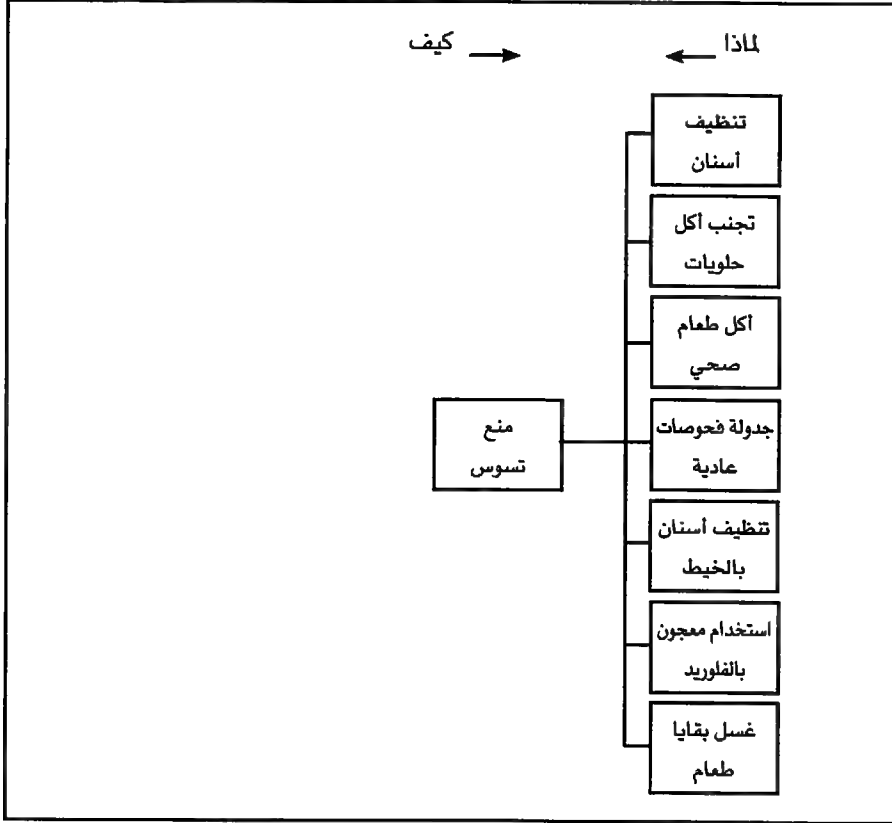 لماذا
كيف
تنظيف
أسنان
تجنب أكل
حلويات
أكل طعام
صحي
جدولة فحوصات
عادية
منع
تسوس
تنظيف أسنان
بالخيط
استخدام معجون
بالفلوريد
غسل بقايا
طعام